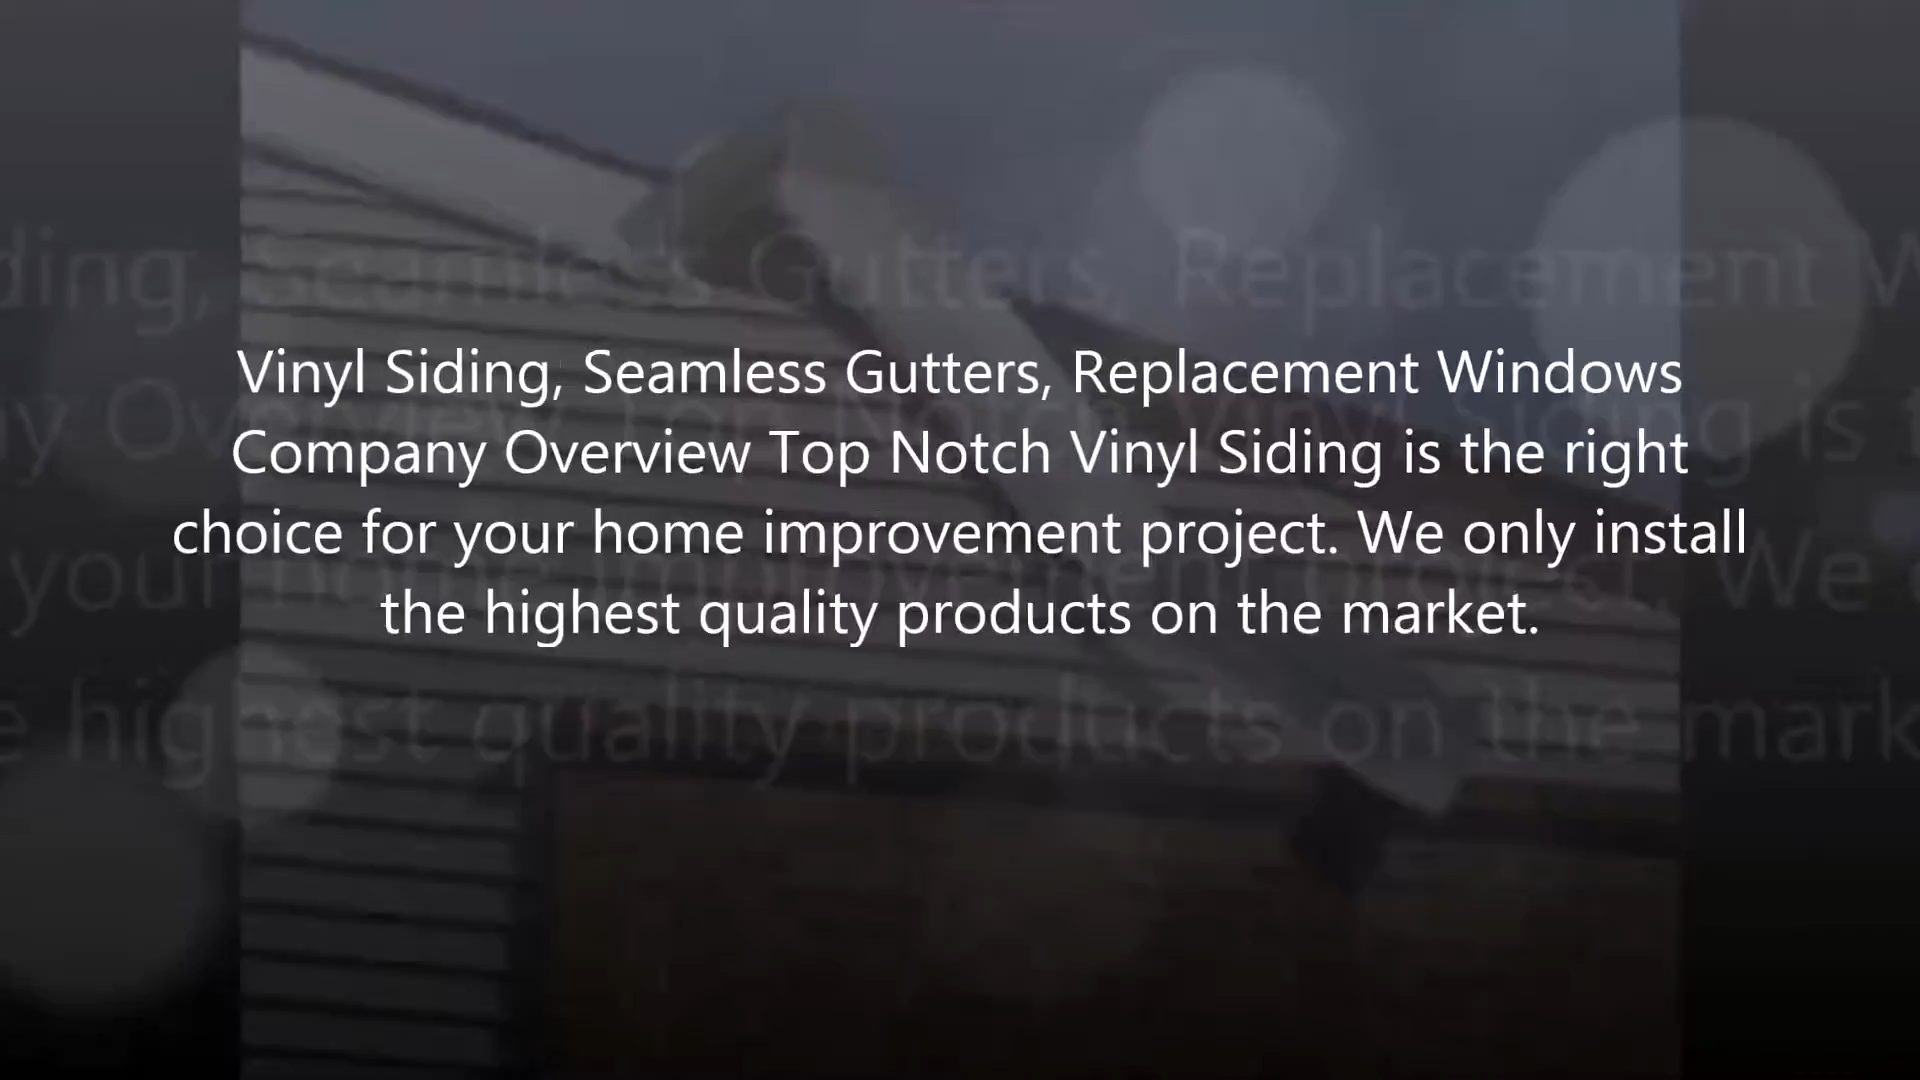 Vinyl Siding, Seamless Gutters, Replacement Windows
Company Overview Top Notch Vinyl Siding is the right
choice for your home improvement project. We only install
the highest quality products on the market.